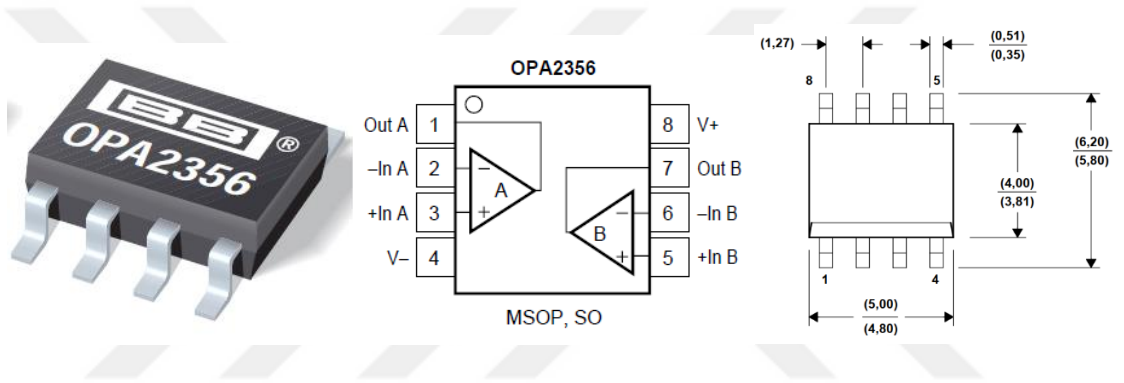 BB®
OPA2356
OPA2356
Out A 1
–In A 2
+In A 3
V– 4
8 V+
7 Out B
6 –In B
5 +In B
A
B
MSOP, SO
(1,27)
(0,51)
(0,35)
8 5
(6,20)
(5,80)
(4,00)
(3,81)
1 4
(5,00)
(4,80)